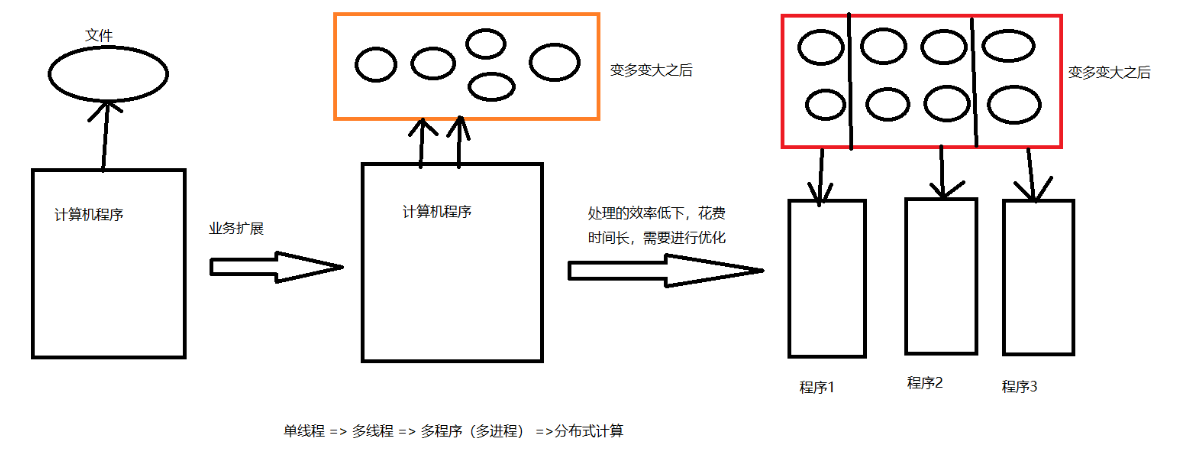 文件
计算机程序
业务扩展
计算机程序
变多变大之后
处理的效率低下，花费
时间长，需要进行优化
变多变大之后
程序1
程序2
程序3
单线程 => 多线程 => 多程序（多进程） =>分布式计算